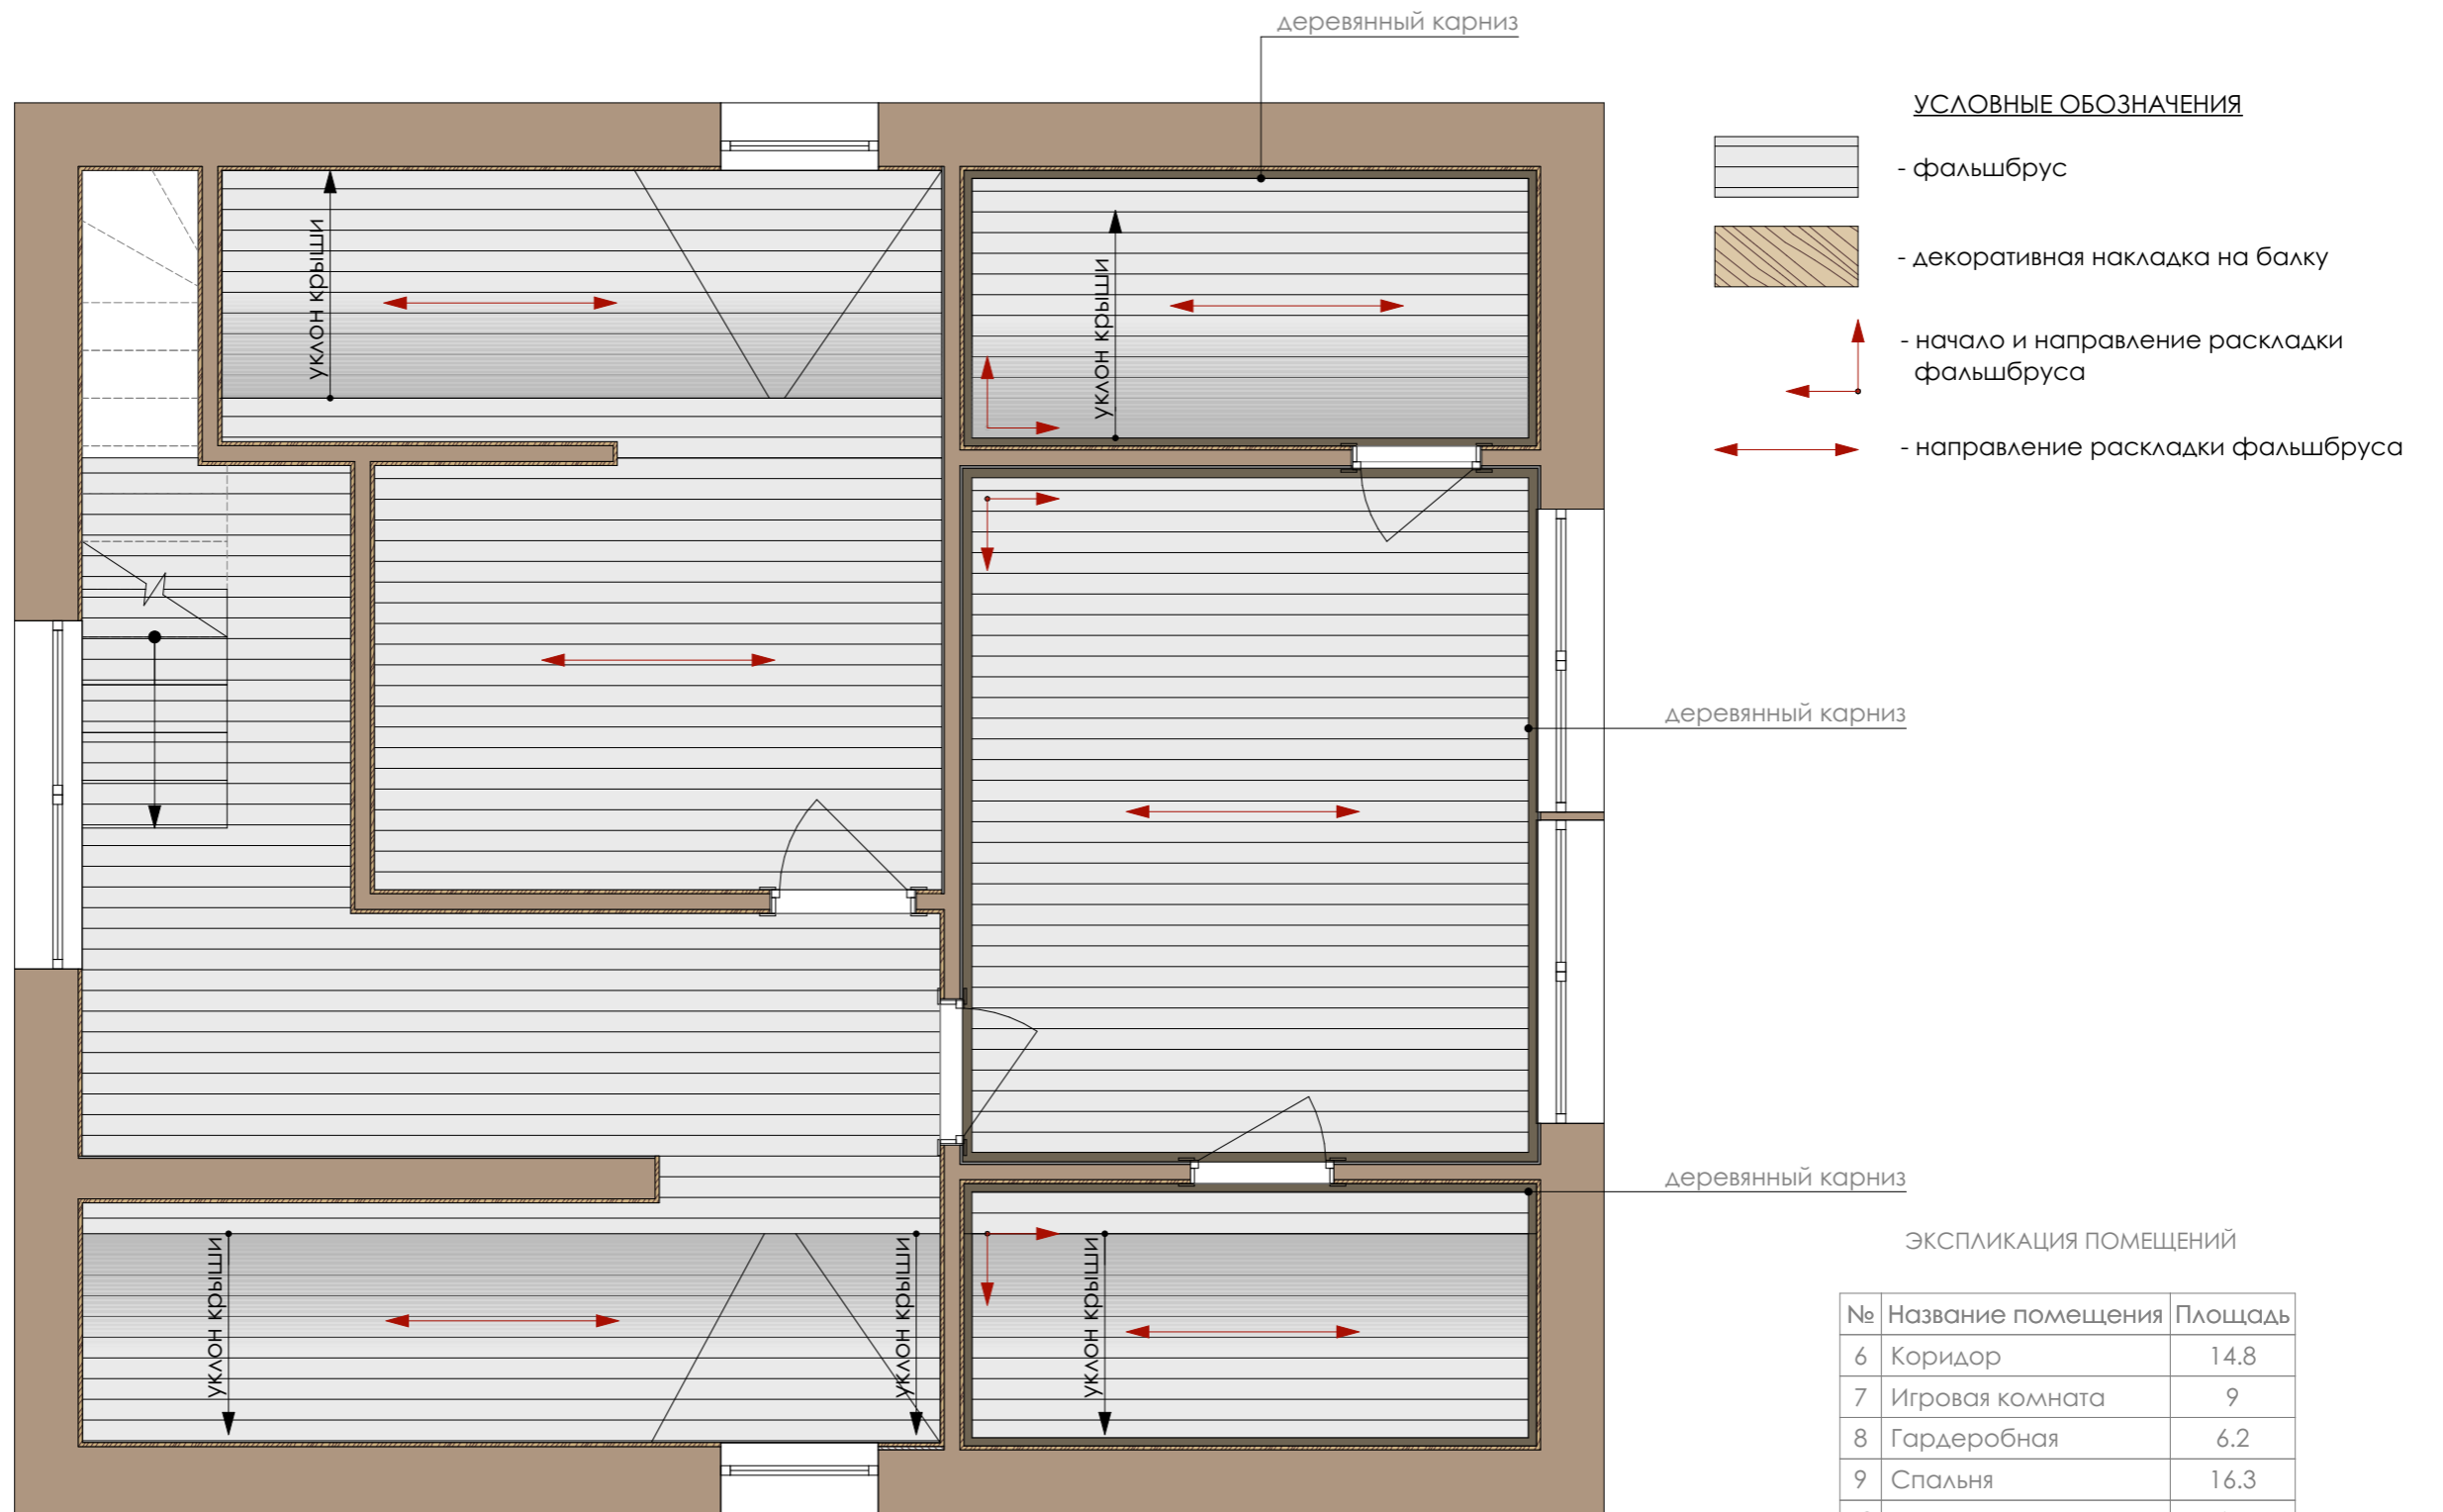 деревянный карниз
УСЛОВНЫЕ ОБОЗНАЧЕНИЯ
- фальшбрус
- декоративная накладка на балку
- начало и направление раскладки
фальшбруса
- направление раскладки фальшбруса
уклон крыши
уклон крыши
деревянный карниз
деревянный карниз
уклон крыши
уклон крыши
уклон крыши
ЭКСПЛИКАЦИЯ ПОМЕЩЕНИЙ
№ Название помещения Площадь
6 Коридор 14.8
7 Игровая комната 9
8 Гардеробная 6.2
9 Спальня 16.3